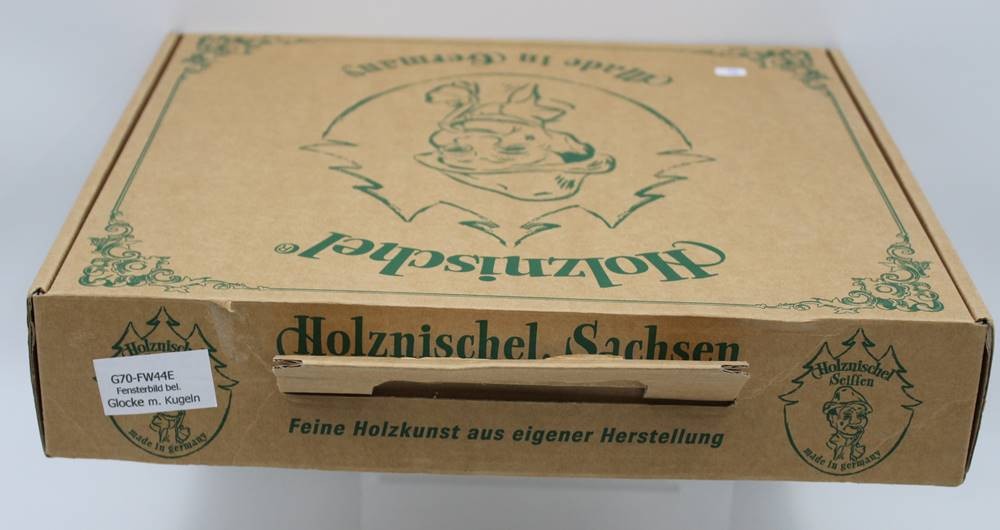 Made in Germany
Holznischel®
Holznischel, Sachsen
Feine Holzkunst aus eigener Herstellung
G70-FW44E
Fensterbild bel.
Glocke m. Kugeln
Holznischel
made in germany
Holznischel
Seiffen
made in germany